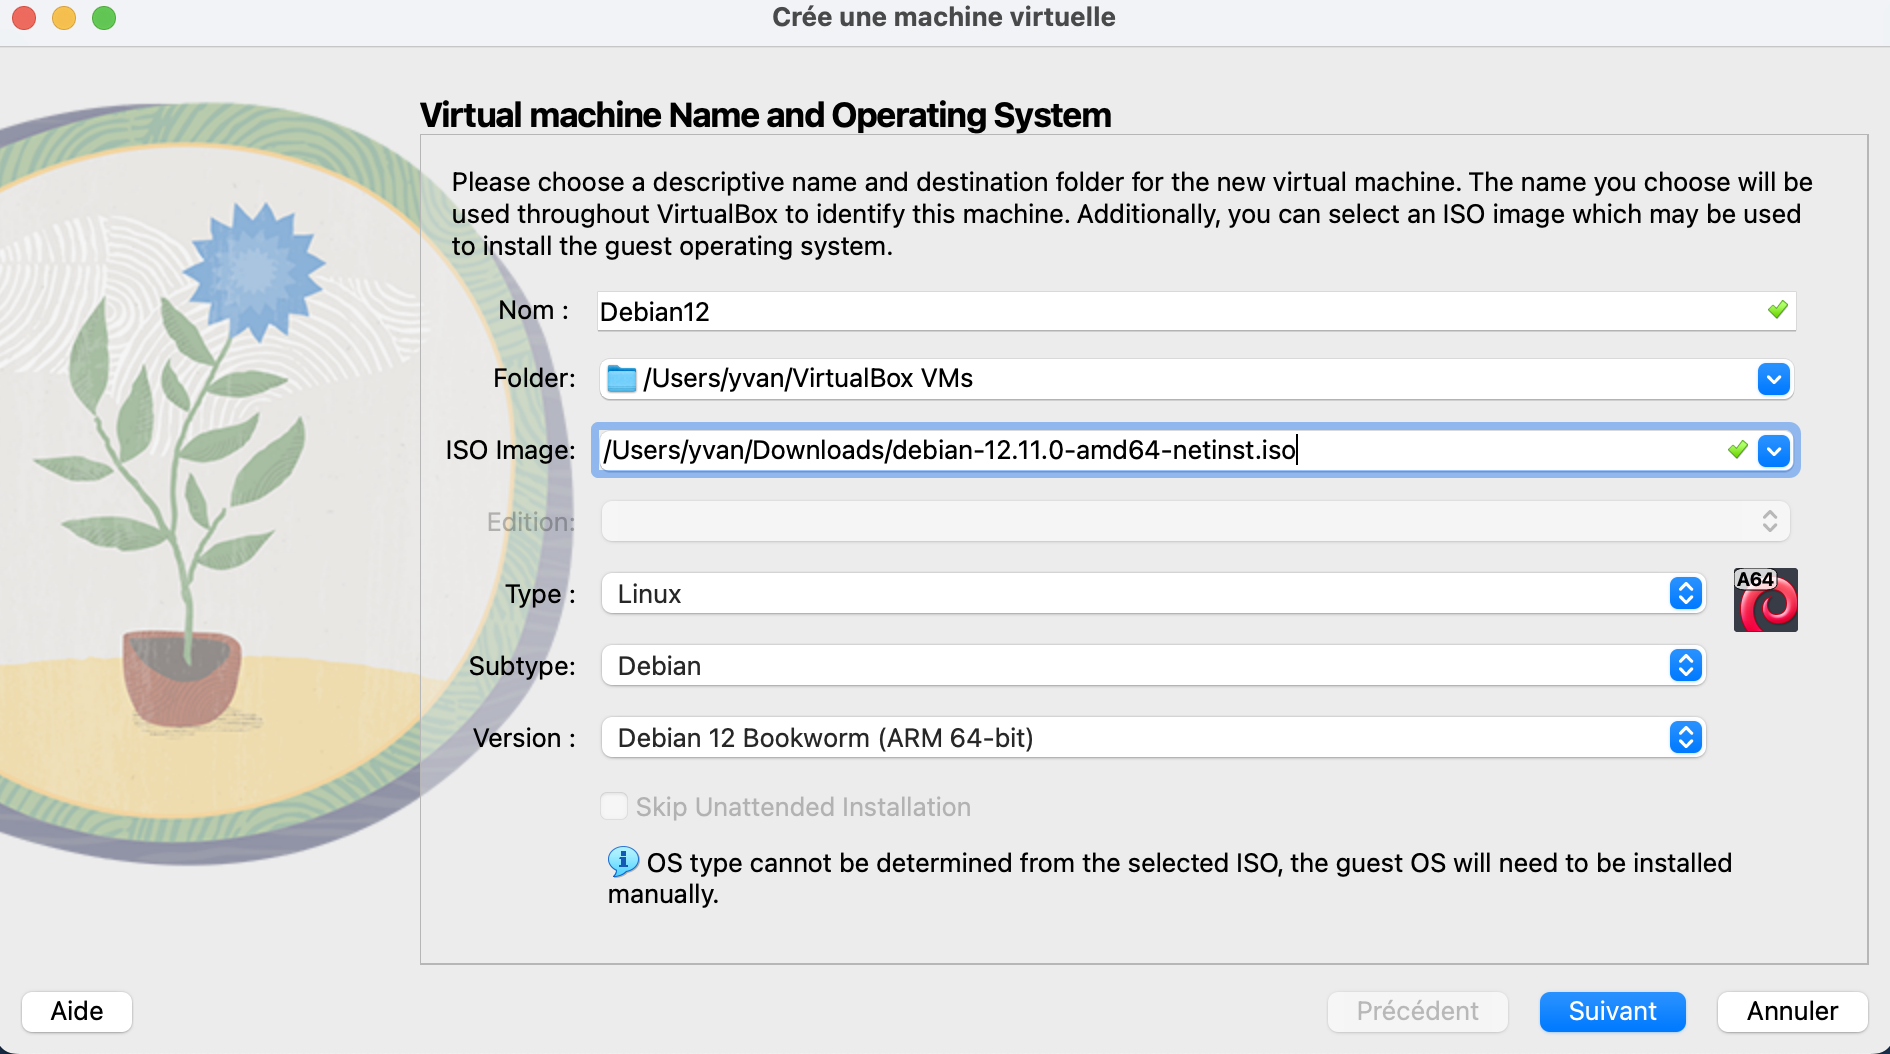 Crée une machine virtuelle
Virtual machine Name and Operating System
Please choose a descriptive name and destination folder for the new virtual machine. The name you choose will be
used throughout VirtualBox to identify this machine. Additionally, you can select an ISO image which may be used
to install the guest operating system.
Nom : Debian12
Folder: /Users/yvan/VirtualBox VMs
ISO Image: /Users/yvan/Downloads/debian-12.11.0-amd64-netinst.iso
Edition:
Type : Linux
A64
Subtype: Debian
Version : Debian 12 Bookworm (ARM 64-bit)
Skip Unattended Installation
OS type cannot be determined from the selected ISO, the guest OS will need to be installed
manually.
Aide Précédent Suivant Annuler